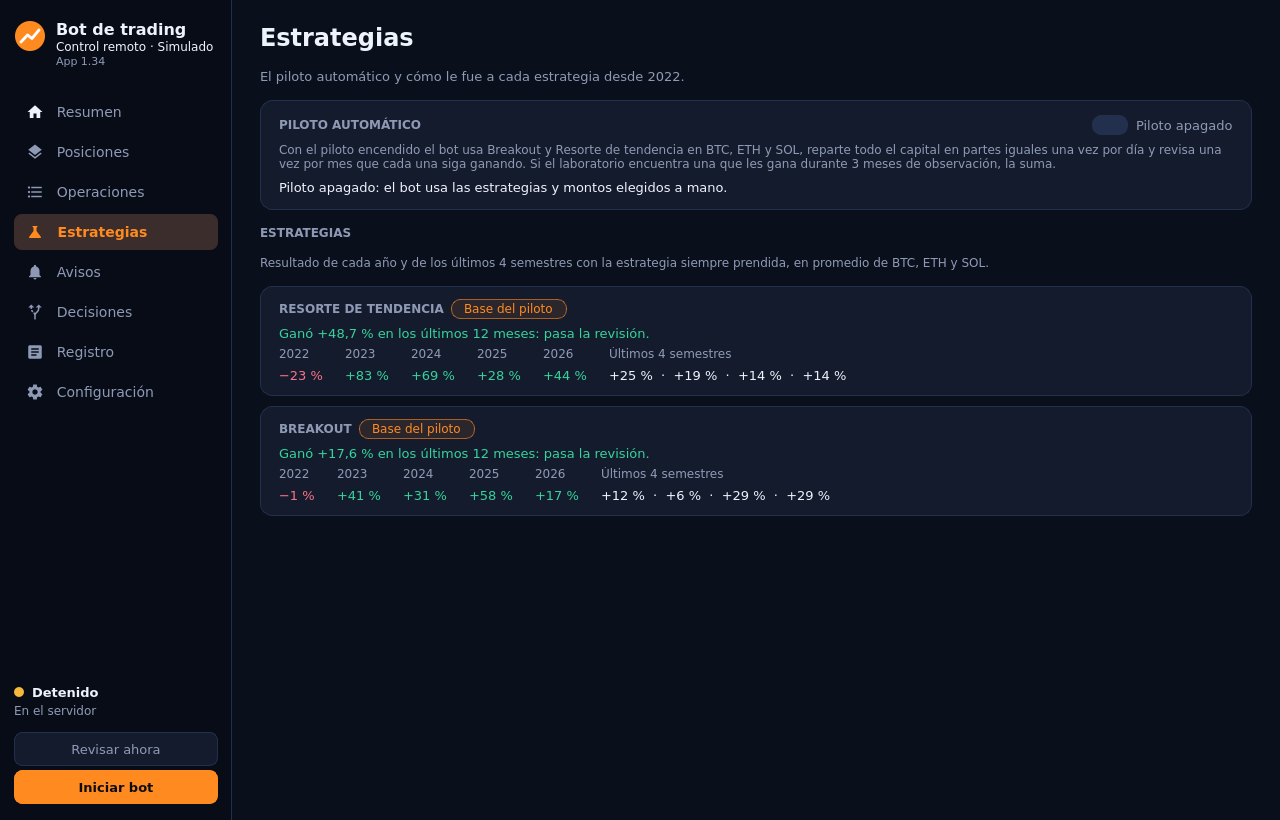 Bot de trading
Control remoto · Simulado
App 1.34
Resumen
Posiciones
Operaciones
Estrategias
Avisos
Decisiones
Registro
Configuración
Detenido
En el servidor
Revisar ahora
Iniciar bot
Estrategias
El piloto automático y cómo le fue a cada estrategia desde 2022.
PILOTO AUTOMÁTICO
Piloto apagado
Con el piloto encendido el bot usa Breakout y Resorte de tendencia en BTC, ETH y SOL, reparte todo el capital en partes iguales una vez por día y revisa una
vez por mes que cada una siga ganando. Si el laboratorio encuentra una que les gana durante 3 meses de observación, la suma.
Piloto apagado: el bot usa las estrategias y montos elegidos a mano.
ESTRATEGIAS
Resultado de cada año y de los últimos 4 semestres con la estrategia siempre prendida, en promedio de BTC, ETH y SOL.
RESORTE DE TENDENCIA Base del piloto
Ganó +48,7 % en los últimos 12 meses: pasa la revisión.
2022 2023 2024 2025 2026 Últimos 4 semestres
−23 % +83 % +69 % +28 % +44 % +25 % · +19 % · +14 % · +14 %
BREAKOUT Base del piloto
Ganó +17,6 % en los últimos 12 meses: pasa la revisión.
2022 2023 2024 2025 2026 Últimos 4 semestres
−1 % +41 % +31 % +58 % +17 % +12 % · +6 % · +29 % · +29 %